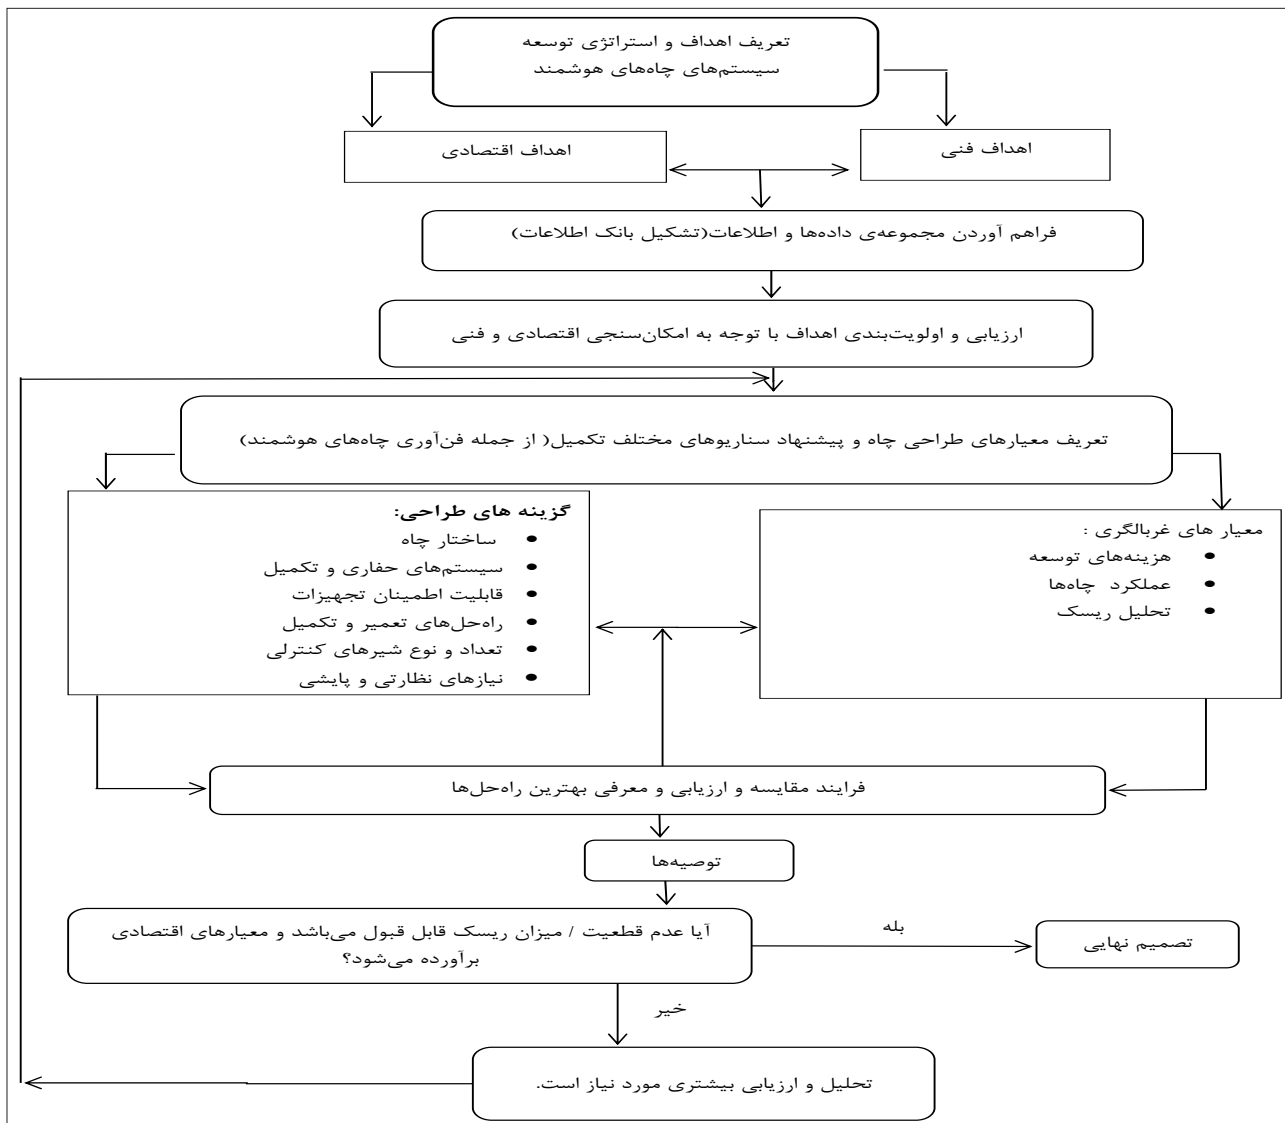 تعریف اهداف و استراتژی توسعه
سیستم‌های چاه‌های هوشمند
اهداف فنی
اهداف اقتصادی
فراهم آوردن مجموعه‌ی داده‌ها و اطلاعات(تشکیل بانک اطلاعات)
ارزیابی و اولویت‌بندی اهداف با توجه به امکان‌سنجی اقتصادی و فنی
تعریف معیارهای طراحی چاه و پیشنهاد سناریوهای مختلف تکمیل( از جمله فن‌آوری چاه‌های هوشمند)
معیار های غربالگری :
• هزینه‌های توسعه
• عملکرد چاه‌ها
• تحلیل ریسک
گزینه های طراحی:
• ساختار چاه
• سیستم‌های حفاری و تکمیل
• قابلیت اطمینان تجهیزات
• راه‌حل‌های تعمیر و تکمیل
• تعداد و نوع شیرهای کنترلی
• نیازهای نظارتی و پایشی
فرایند مقایسه و ارزیابی و معرفی بهترین راه‌حل‌ها
توصیه‌ها
آیا عدم قطعیت / میزان ریسک قابل قبول می‌باشد و معیارهای اقتصادی
برآورده می‌شود؟
بله
تصمیم نهایی
خیر
تحلیل و ارزیابی بیشتری مورد نیاز است.